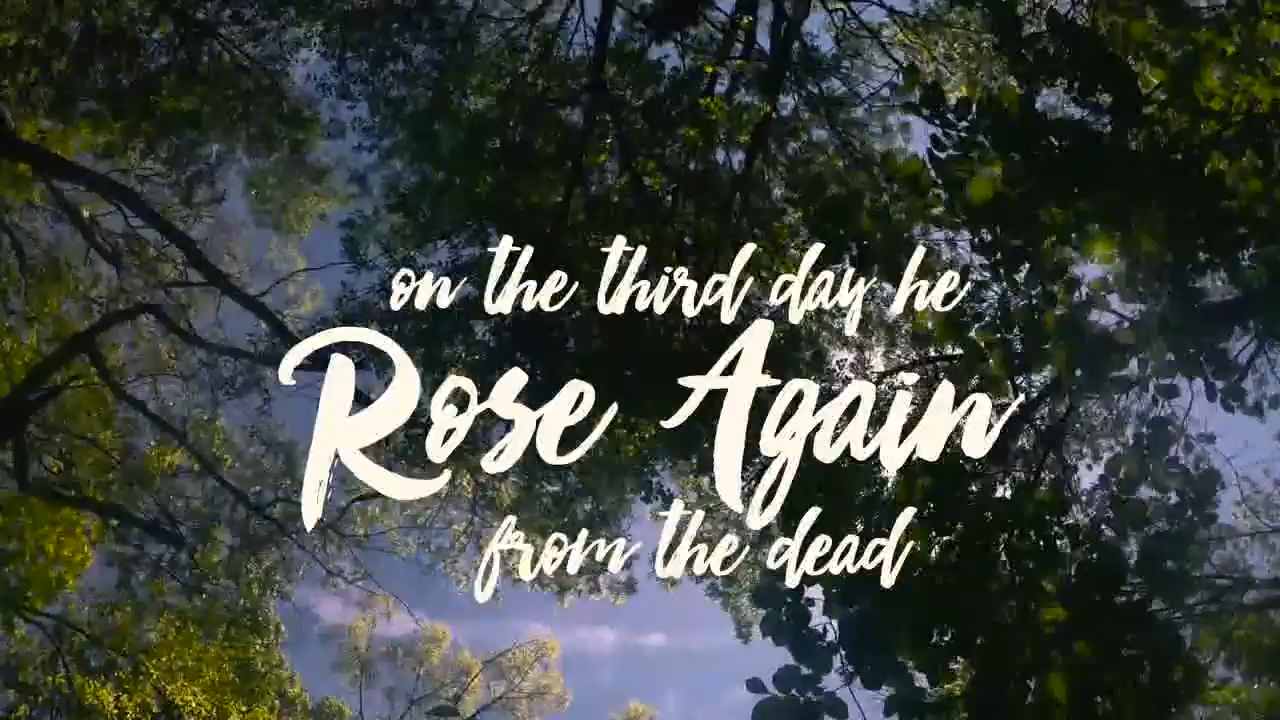 on the third day he
Rose Again
from the dead